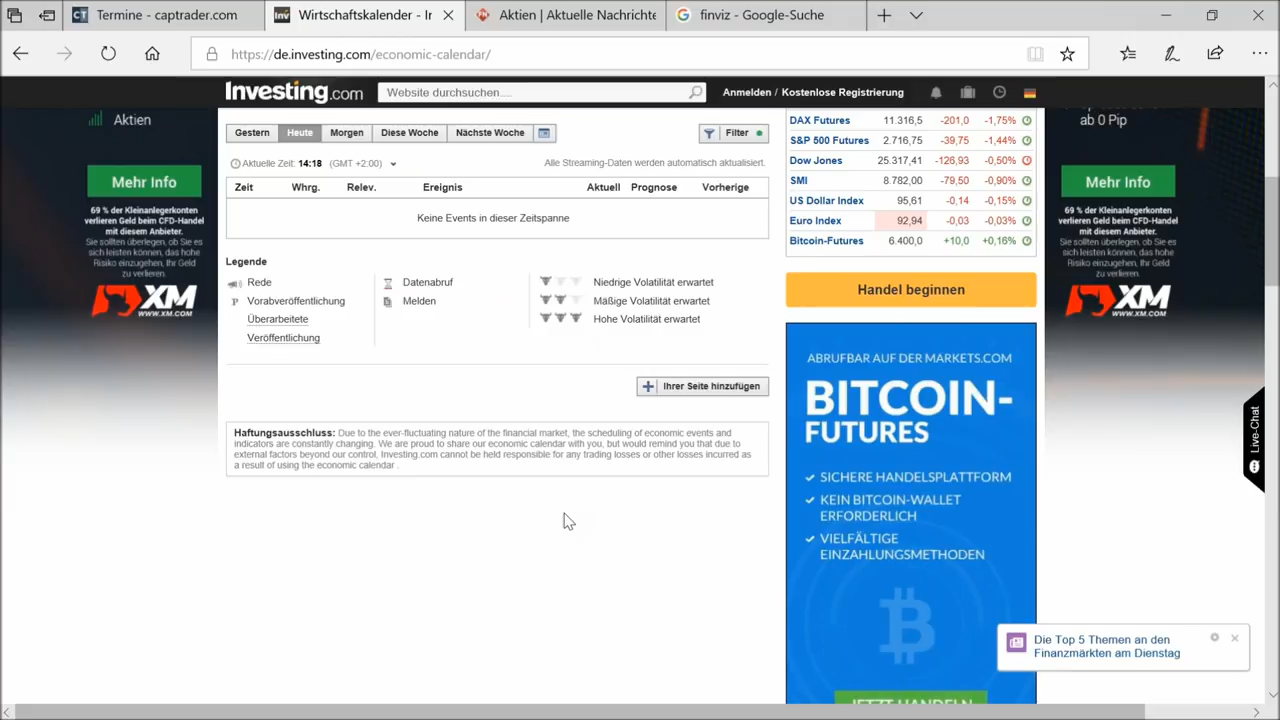 Termine - captrader.com
Wirtschaftskalender - Ir
Aktien | Aktuelle Nachrichte
finviz - Google-Suche
https://de.investing.com/economic-calendar/
Investing.com
Website durchsuchen....
Anmelden / Kostenlose Registrierung
Aktien
Mehr Info
69 % der Kleinanlegerkonten
verlieren Geld beim CFD-Handel
mit diesem Anbieter.
Sie sollten überlegen, ob Sie es
sich leisten können, das hohe
Risiko einzugehen, Ihr Geld
zu verlieren.
XM
WWW.XM.COM
Gestern
Heute
Morgen
Diese Woche
Nächste Woche
Filter
Aktuelle Zeit: 14:18 (GMT +2:00)
Alle Streaming-Daten werden automatisch aktualisiert.
Zeit Whrg. Relev. Ereignis Aktuell Prognose Vorherige
Keine Events in dieser Zeitspanne
Legende
Rede
P Vorabveröffentlichung
Überarbeitete
Veröffentlichung
Datenabruf
Melden
Niedrige Volatilität erwartet
Mäßige Volatilität erwartet
Hohe Volatilität erwartet
Ihrer Seite hinzufügen
Haftungsausschluss: Due to the ever-fluctuating nature of the financial market, the scheduling of economic events and
indicators are constantly changing. We are proud to share our economic calendar with you, but would remind you that due to
external factors beyond our control, Investing.com cannot be held responsible for any trading losses or other losses incurred as
a result of using the economic calendar .
DAX Futures 11.316,5 -201,0 -1,75%
S&P 500 Futures 2.716,75 -39,75 -1,44%
Dow Jones 25.317,41 -126,93 -0,50%
SMI 8.782,00 -79,50 -0,90%
US Dollar Index 95,61 -0,14 -0,15%
Euro Index 92,94 -0,03 -0,03%
Bitcoin-Futures 6.400,0 +10,0 +0,16%
Handel beginnen
ABRUFBAR AUF DER MARKETS.COM
BITCOIN-
FUTURES
SICHERE HANDELSPLATTFORM
KEIN BITCOIN-WALLET
ERFORDERLICH
VIELFÄLTIGE
EINZAHLUNGSMETHODEN
JETZT HANDELN
ab 0 Pip
Mehr Info
69 % der Kleinanlegerkonten
verlieren Geld beim CFD-Handel
mit diesem Anbieter.
Sie sollten überlegen, ob Sie es
sich leisten können, das hohe
Risiko einzugehen, Ihr Geld
zu verlieren.
XM
WWW.XM.COM
Live-Chat
Die Top 5 Themen an den
Finanzmärkten am Dienstag